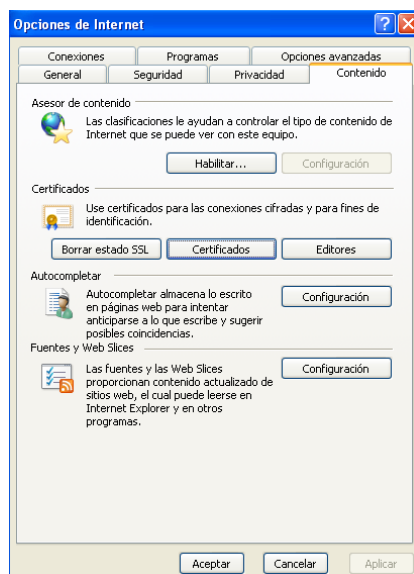 Opciones de Internet
Conexiones Programas Opciones avanzadas
General Seguridad Privacidad Contenido
Asesor de contenido
Las clasificaciones le ayudan a controlar el tipo de contenido de
Internet que se puede ver con este equipo.
Habilitar... Configuración
Certificados
Use certificados para las conexiones cifradas y para fines de
identificación.
Borrar estado SSL Certificados Editores
Autocompletar
Autocompletar almacena lo escrito
en páginas web para intentar
anticiparse a lo que escribe y sugerir
posibles coincidencias.
Configuración
Fuentes y Web Slices
Las fuentes y las Web Slices
proporcionan contenido actualizado de
sitios web, el cual puede leerse en
Internet Explorer y en otros
programas.
Configuración
Aceptar Cancelar Aplicar